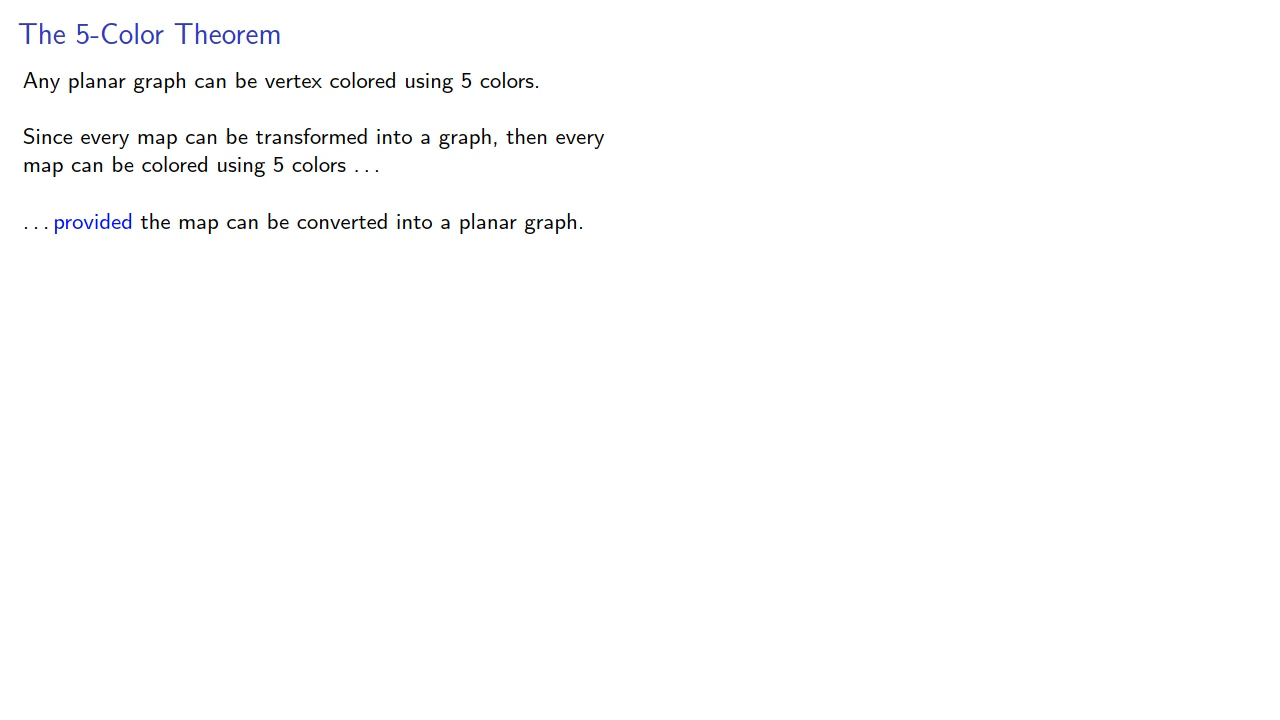 The 5-Color Theorem
Any planar graph can be vertex colored using 5 colors.
Since every map can be transformed into a graph, then every
map can be colored using 5 colors . . .
. . . provided the map can be converted into a planar graph.